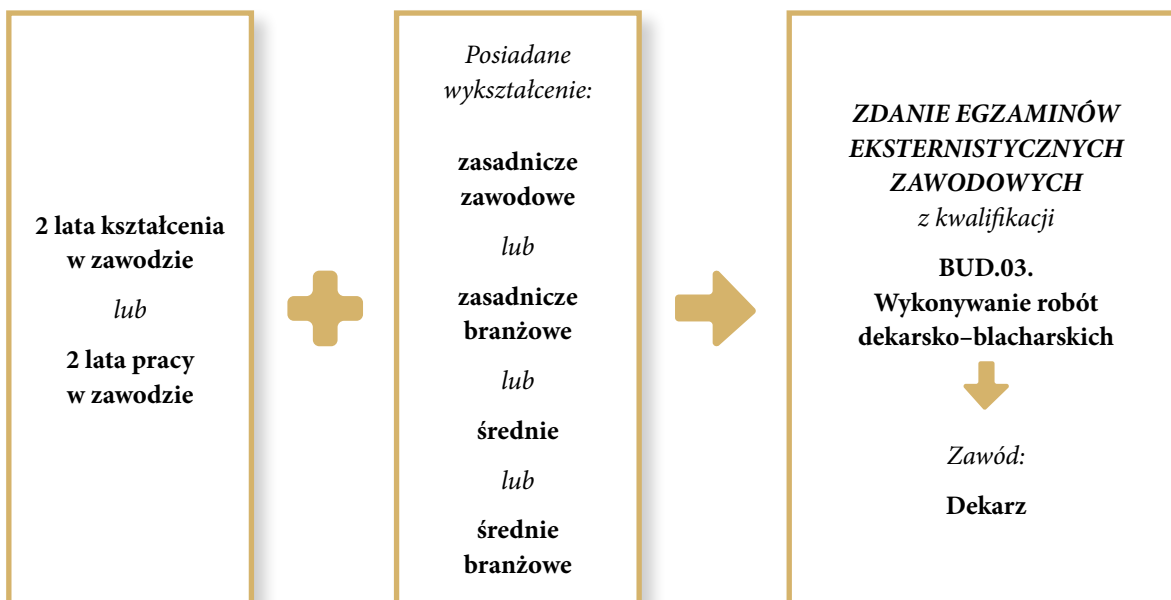 2 lata kształcenia
w zawodzie
lub
2 lata pracy
w zawodzie
Posiadane
wykształcenie:
zasadnicze
zawodowe
lub
zasadnicze
branżowe
lub
średnie
lub
średnie
branżowe
ZDANIE EGZAMINÓW
EKSTERNISTYCZNYCH
ZAWODOWYCH
z kwalifikacji
BUD.03.
Wykonywanie robót
dekarsko–blacharskich
Zawód:
Dekarz